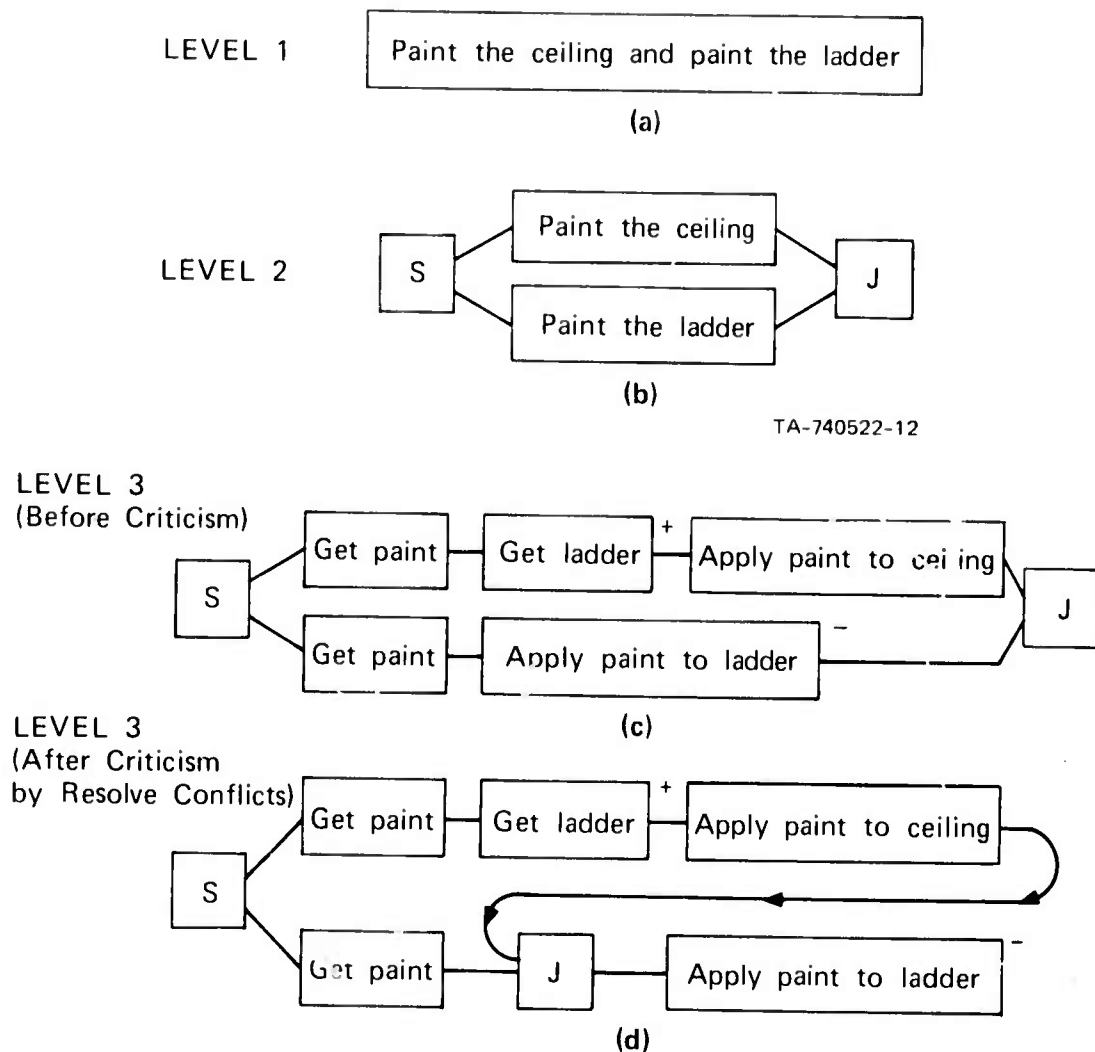 LEVEL 1
Paint the ceiling and paint the ladder
(a)
LEVEL 2
S
Paint the ceiling
Paint the ladder
J
(b)
TA-740522-12
LEVEL 3
(Before Criticism)
S
Get paint
Get ladder
+
Apply paint to ceiling
Get paint
Apply paint to ladder
−
J
(c)
LEVEL 3
(After Criticism
by Resolve Conflicts)
S
Get paint
Get ladder
+
Apply paint to ceiling
Get paint
J
Apply paint to ladder
−
(d)